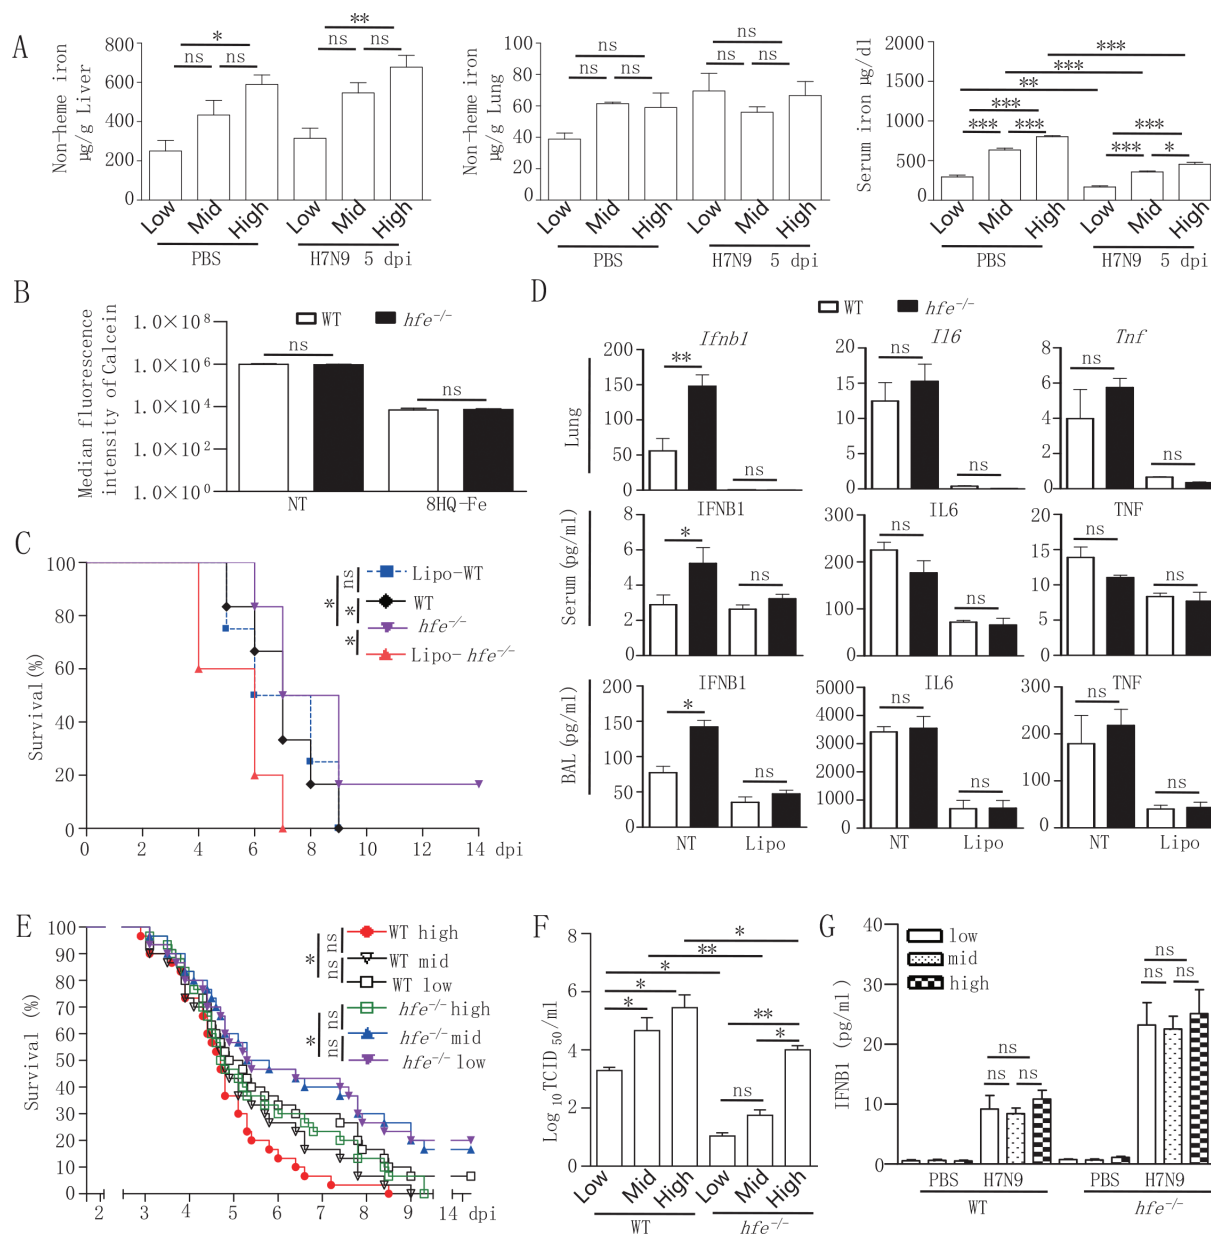 A
Non-heme iron
µg/g Liver
800
600
400
200
0
*
ns
ns
**
ns
ns
Low
Mid
High
Low
Mid
High
PBS
H7N9 5 dpi
Non-heme iron
µg/g Lung
100
80
60
40
20
0
ns
ns
ns
ns
ns
ns
Low
Mid
High
Low
Mid
High
PBS
H7N9 5 dpi
Serum iron µg/dl
2000
1500
1000
500
0
***
***
**
***
***
***
***
***
*
Low
Mid
High
Low
Mid
High
PBS
H7N9 5 dpi
B
Median fluorescence
intensity of Calcein
1.0×10⁸
1.0×10⁶
1.0×10⁴
1.0×10²
1.0×10⁰
WT
hfe⁻/⁻
ns
ns
NT
8HQ-Fe
C
Survival(%)
100
80
60
40
20
0
0 2 4 6 8 10 12 14 dpi
Lipo-WT
WT
hfe⁻/⁻
Lipo-hfe⁻/⁻
ns
*
*
*
D
WT
hfe⁻/⁻
Lung
Ifnb1
200
150
100
50
0
**
ns
Il6
20
15
10
5
0
ns
ns
Tnf
8
6
4
2
0
ns
ns
Serum(pg/ml)
IFNB1
8
6
4
2
0
*
ns
IL6
300
200
100
0
ns
ns
TNF
20
15
10
5
0
ns
ns
BAL(pg/ml)
IFNB1
200
150
100
50
0
*
ns
NT
Lipo
IL6
5000
4000
3000
2000
1000
0
ns
ns
NT
Lipo
TNF
300
200
100
0
ns
ns
NT
Lipo
E
Survival (%)
100
90
80
70
60
50
40
30
20
10
0
2 3 4 5 6 7 8 9 14 dpi
WT high
WT mid
WT low
hfe⁻/⁻ high
hfe⁻/⁻ mid
hfe⁻/⁻ low
*
ns
ns
*
ns
ns
F
Log 10 TCID 50/ml
8
6
4
2
0
*
**
*
*
*
**
*
ns
Low
Mid
High
Low
Mid
High
WT
hfe⁻/⁻
G
IFNB1 (pg/ml)
40
30
20
10
0
low
mid
high
ns
ns
ns
ns
ns
ns
PBS
H7N9
PBS
H7N9
WT
hfe⁻/⁻